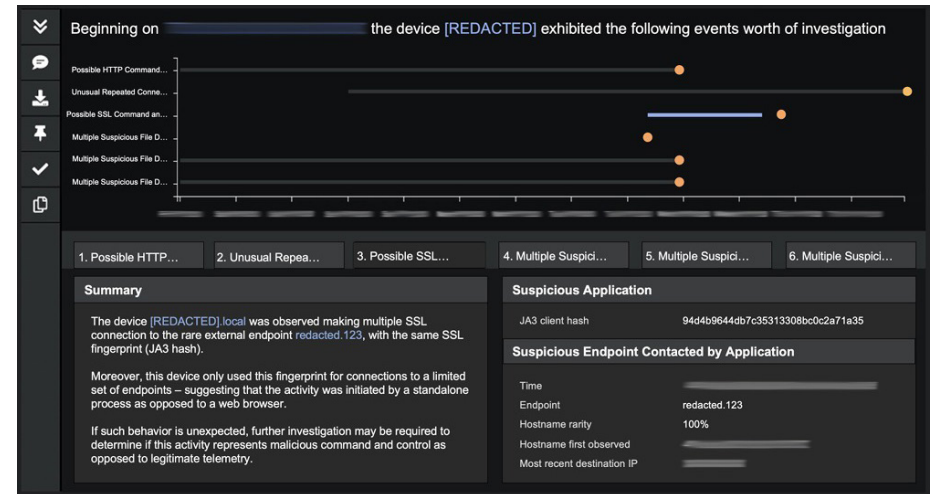 Beginning on the device [REDACTED] exhibited the following events worth of investigation
Possible HTTP Command...
Unusual Repeated Conne...
Possible SSL Command an...
Multiple Suspicious File D...
Multiple Suspicious File D...
Multiple Suspicious File D...
1. Possible HTTP...
2. Unusual Repea...
3. Possible SSL...
4. Multiple Suspici...
5. Multiple Suspici...
6. Multiple Suspici...
Summary
The device [REDACTED].local was observed making multiple SSL
connection to the rare external endpoint redacted.123, with the same SSL
fingerprint (JA3 hash).
Moreover, this device only used this fingerprint for connections to a limited
set of endpoints – suggesting that the activity was initiated by a standalone
process as opposed to a web browser.
If such behavior is unexpected, further investigation may be required to
determine if this activity represents malicious command and control as
opposed to legitimate telemetry.
Suspicious Application
JA3 client hash 94d4b9644db7c35313308bc0c2a71a35
Suspicious Endpoint Contacted by Application
Time
Endpoint redacted.123
Hostname rarity 100%
Hostname first observed
Most recent destination IP